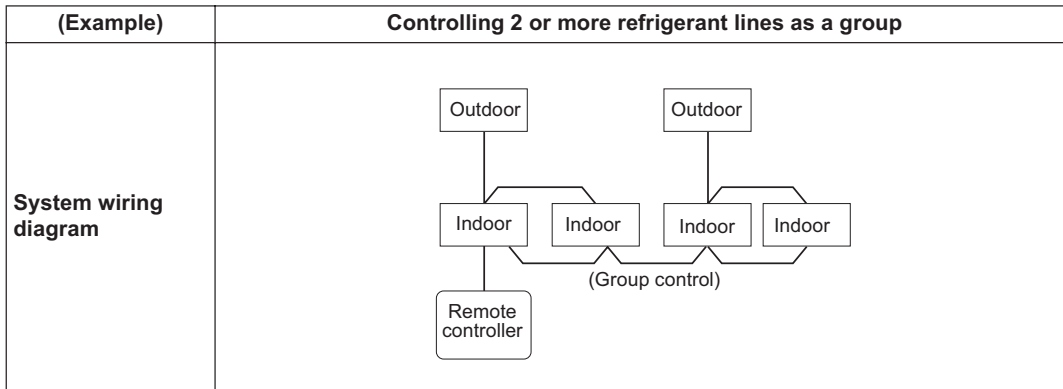 (Example)
Controlling 2 or more refrigerant lines as a group
System wiring
diagram
Outdoor
Outdoor
Indoor
Indoor
Indoor
Indoor
(Group control)
Remote
controller